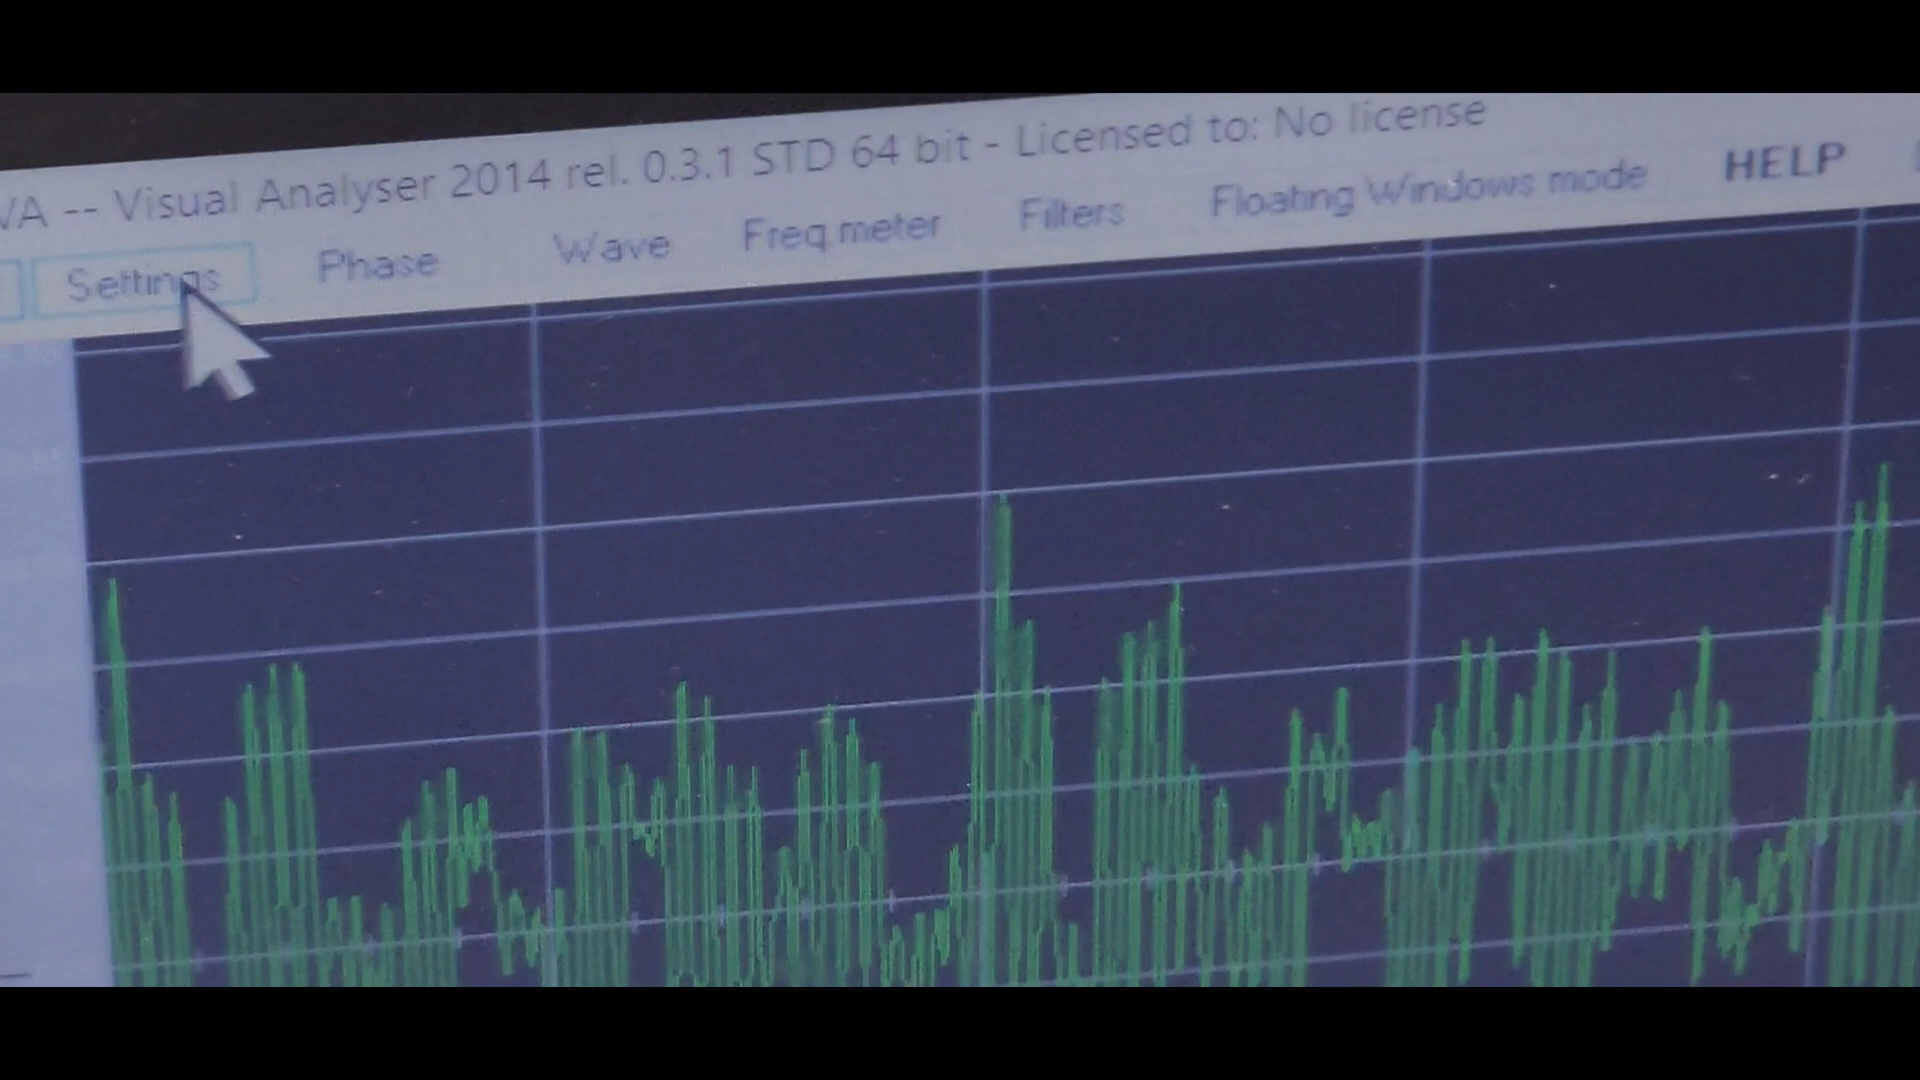 VA -- Visual Analyser 2014 rel. 0.3.1 STD 64 bit - Licensed to: No license
Settings Phase Wave Freq.meter Filters Floating Windows mode HELP